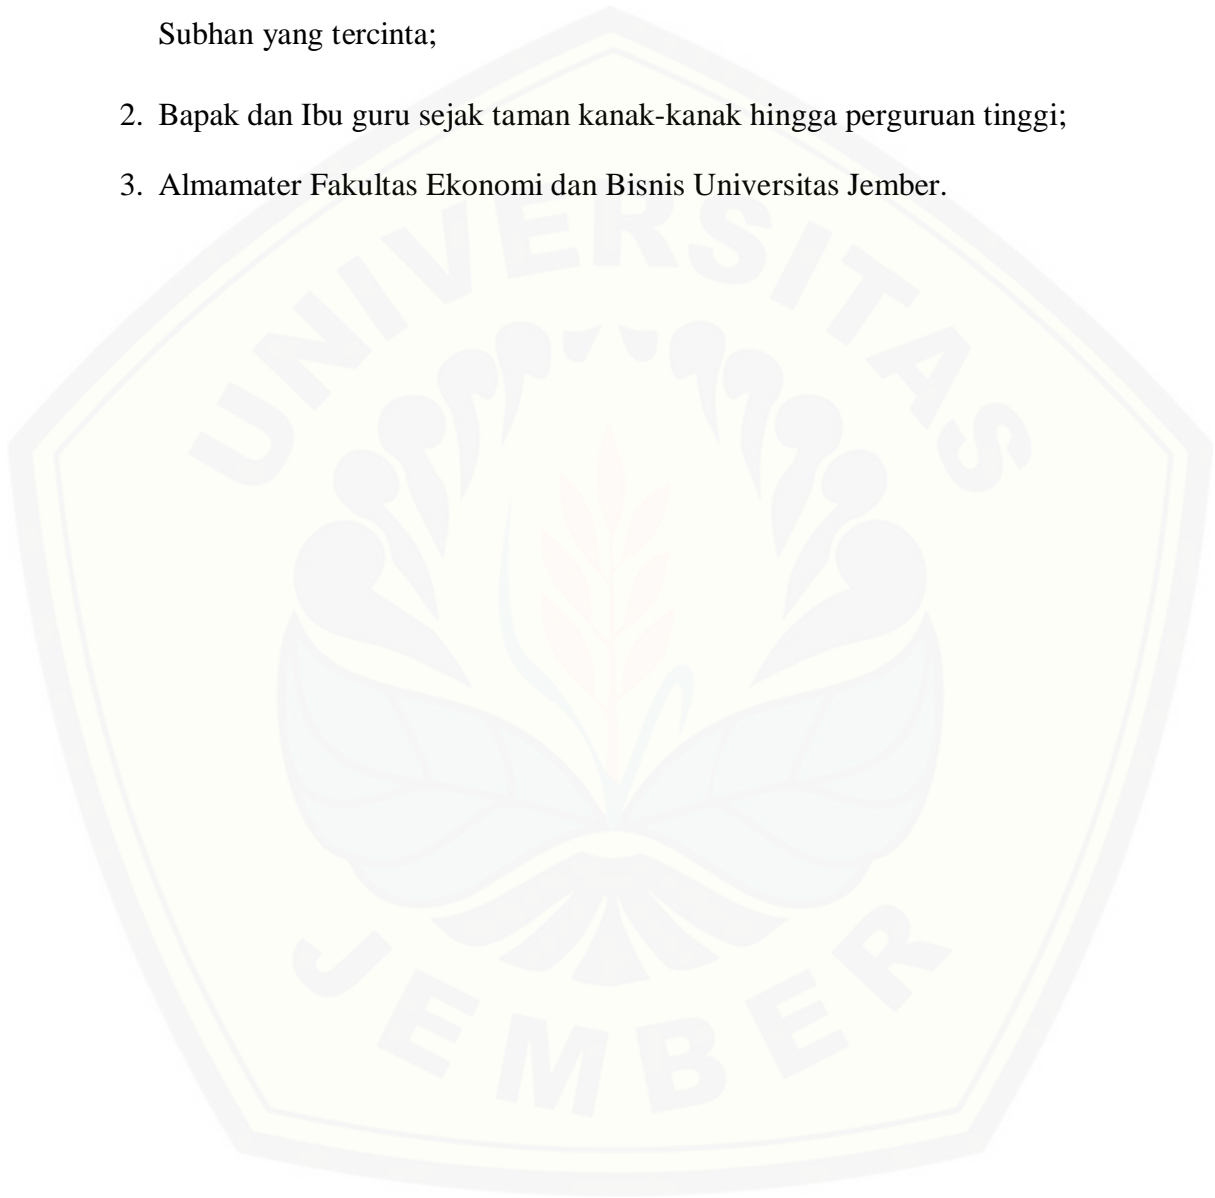 Subhan yang tercinta;
2. Bapak dan Ibu guru sejak taman kanak-kanak hingga perguruan tinggi;
3. Almamater Fakultas Ekonomi dan Bisnis Universitas Jember.
UNIVERSITAS
JEMBER